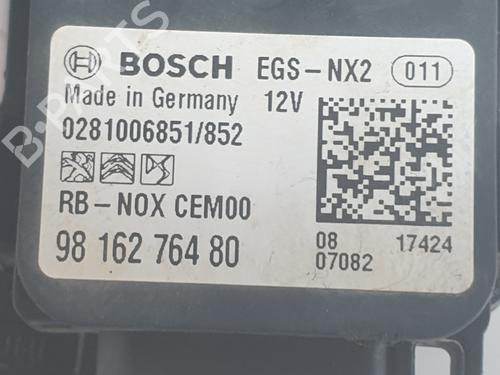 BOSCH EGS-NX2 011
Made in Germany 12V
0281006851/852
RB-NOX CEM00
98 162 764 80
08 17424
07082
B-PARTS